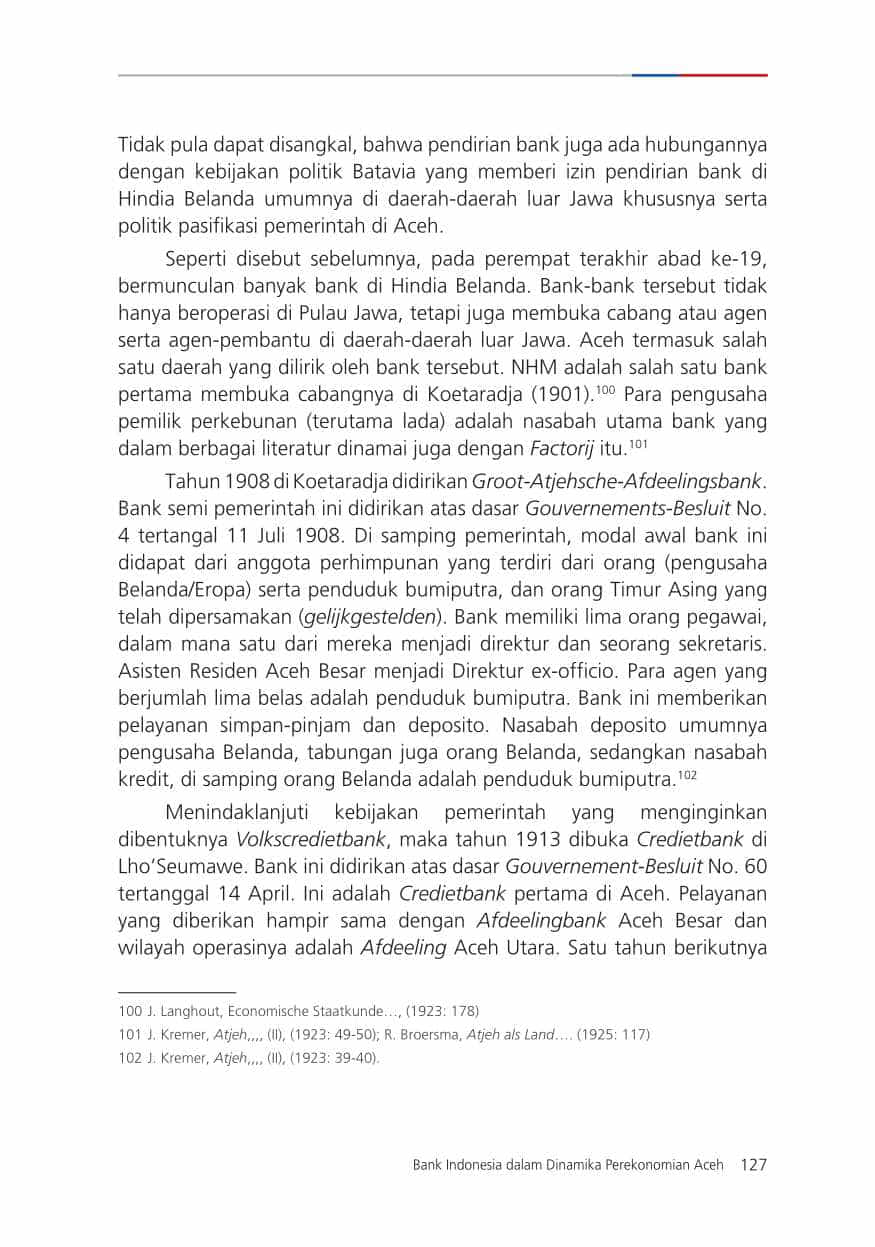 Tidak pula dapat disangkal, bahwa pendirian bank juga ada hubungannya
dengan kebijakan politik Batavia yang memberi izin pendirian bank di
Hindia Belanda umumnya di daerah-daerah luar Jawa khususnya serta
politik pasifikasi pemerintah di Aceh.
Seperti disebut sebelumnya, pada perempat terakhir abad ke-19,
bermunculan banyak bank di Hindia Belanda. Bank-bank tersebut tidak
hanya beroperasi di Pulau Jawa, tetapi juga membuka cabang atau agen
serta agen-pembantu di daerah-daerah luar Jawa. Aceh termasuk salah
satu daerah yang dilirik oleh bank tersebut. NHM adalah salah satu bank
pertama membuka cabangnya di Koetaradja (1901).100 Para pengusaha
pemilik perkebunan (terutama lada) adalah nasabah utama bank yang
dalam berbagai literatur dinamai juga dengan Factorij itu.101
Tahun 1908 di Koetaradja didirikan Groot-Atjehsche-Afdeelingsbank.
Bank semi pemerintah ini didirikan atas dasar Gouvernements-Besluit No.
4 tertangal 11 Juli 1908. Di samping pemerintah, modal awal bank ini
didapat dari anggota perhimpunan yang terdiri dari orang (pengusaha
Belanda/Eropa) serta penduduk bumiputra, dan orang Timur Asing yang
telah dipersamakan (gelijkgestelden). Bank memiliki lima orang pegawai,
dalam mana satu dari mereka menjadi direktur dan seorang sekretaris.
Asisten Residen Aceh Besar menjadi Direktur ex-officio. Para agen yang
berjumlah lima belas adalah penduduk bumiputra. Bank ini memberikan
pelayanan simpan-pinjam dan deposito. Nasabah deposito umumnya
pengusaha Belanda, tabungan juga orang Belanda, sedangkan nasabah
kredit, di samping orang Belanda adalah penduduk bumiputra.102
Menindaklanjuti kebijakan pemerintah yang menginginkan
dibentuknya Volkscredietbank, maka tahun 1913 dibuka Credietbank di
Lho’Seumawe. Bank ini didirikan atas dasar Gouvernement-Besluit No. 60
tertanggal 14 April. Ini adalah Credietbank pertama di Aceh. Pelayanan
yang diberikan hampir sama dengan Afdeelingbank Aceh Besar dan
wilayah operasinya adalah Afdeeling Aceh Utara. Satu tahun berikutnya
100 J. Langhout, Economische Staatkunde…, (1923: 178)
101 J. Kremer, Atjeh,,,, (II), (1923: 49-50); R. Broersma, Atjeh als Land…. (1925: 117)
102 J. Kremer, Atjeh,,,, (II), (1923: 39-40).
Bank Indonesia dalam Dinamika Perekonomian Aceh 127